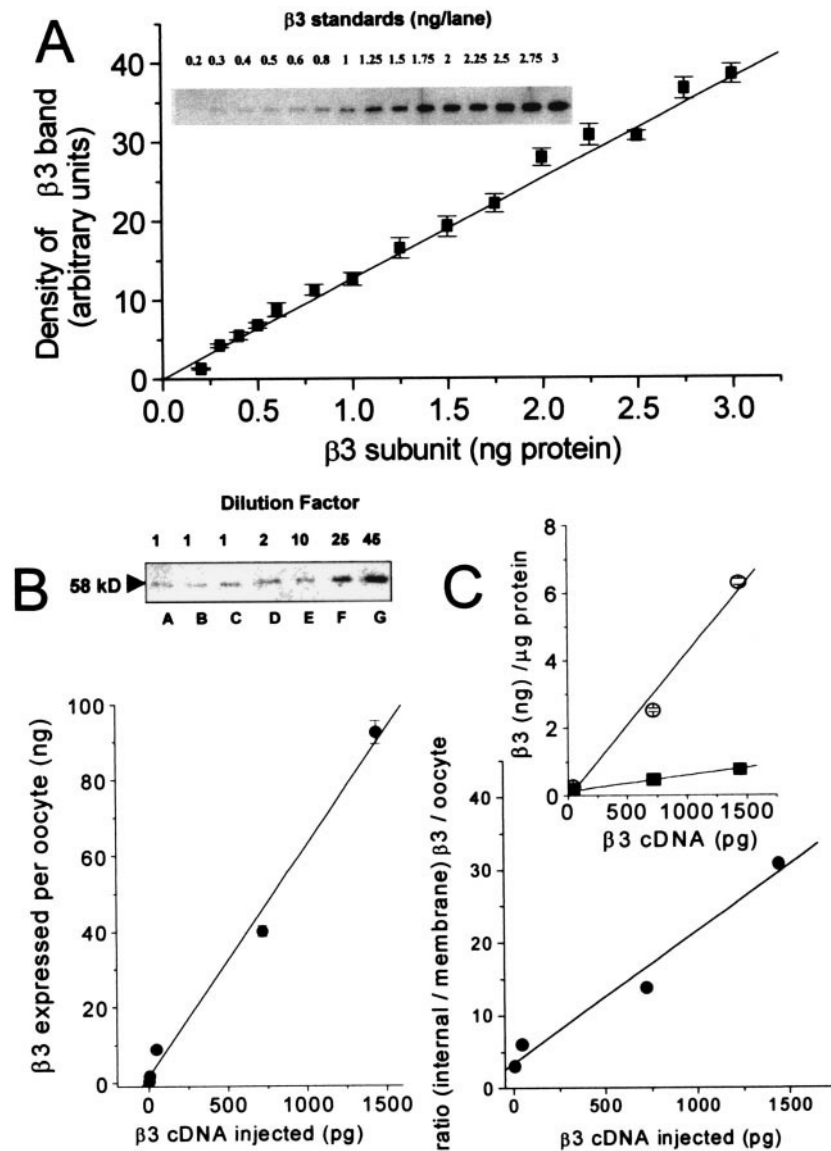 A
β3 standards (ng/lane)
0.2 0.3 0.4 0.5 0.6 0.8 1 1.25 1.5 1.75 2 2.25 2.5 2.75 3
Density of β3 band
(arbitrary units)
40
30
20
10
0
0.0 0.5 1.0 1.5 2.0 2.5 3.0
β3 subunit (ng protein)
B
Dilution Factor
1 1 1 2 10 25 45
58 kD
A B C D E F G
β3 expressed per oocyte (ng)
100
80
60
40
20
0
0 500 1000 1500
β3 cDNA injected (pg)
C
β3 (ng) /μg protein
8
6
4
2
0
0 500 1000 1500
β3 cDNA (pg)
ratio (internal / membrane) β3 / oocyte
40
30
20
10
0
0 500 1000 1500
β3 cDNA injected (pg)